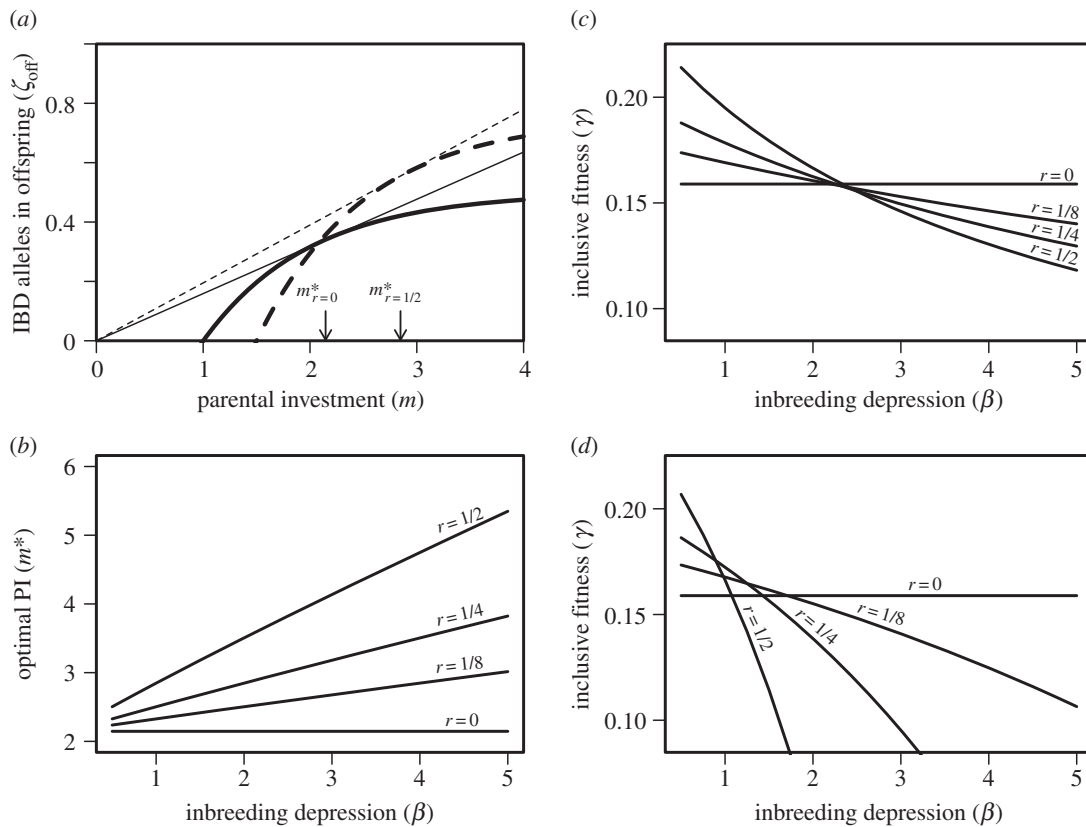 (a)
IBD alleles in offspring (ζoff)
0.8
0.4
0
m*r=0
m*r=1/2
0 1 2 3 4
parental investment (m)
(b)
optimal PI (m*)
6
5
4
3
2
r=1/2
r=1/4
r=1/8
r=0
1 2 3 4 5
inbreeding depression (β)
(c)
inclusive fitness (γ)
0.20
0.15
0.10
r=0
r=1/8
r=1/4
r=1/2
1 2 3 4 5
inbreeding depression (β)
(d)
inclusive fitness (γ)
0.20
0.15
0.10
r=0
r=1/8
r=1/4
r=1/2
1 2 3 4 5
inbreeding depression (β)